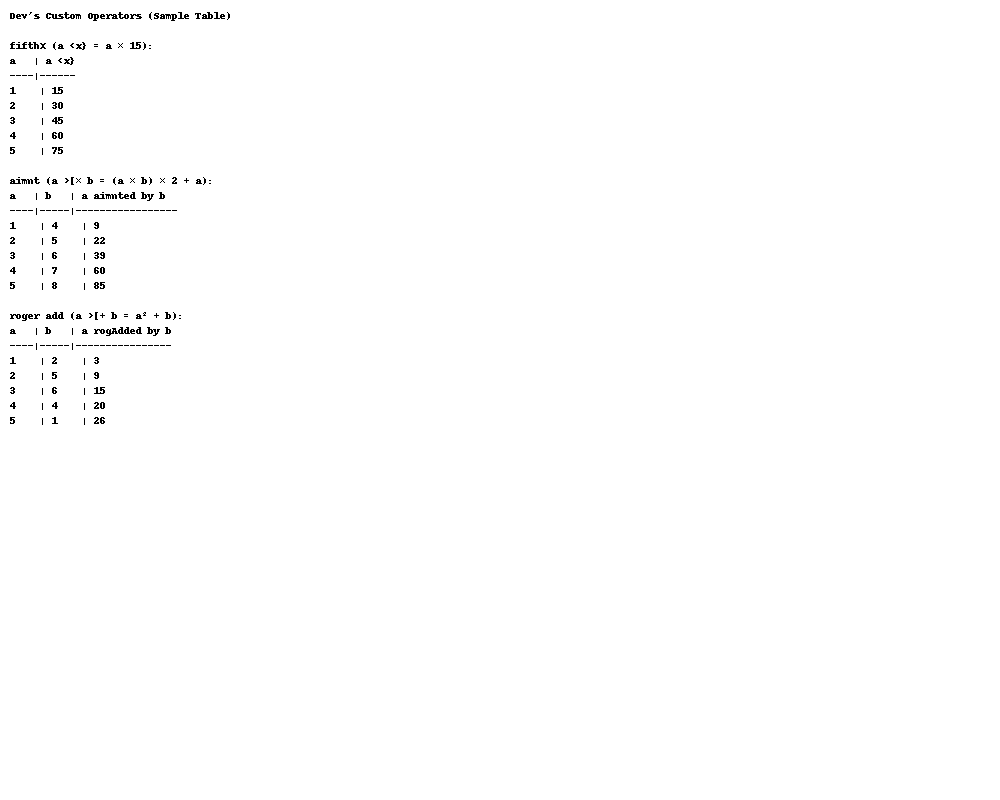 Dev's Custom Operators (Sample Table)
fifthX (a <x} = a × 15):
a | a <x}
----|------
1 | 15
2 | 30
3 | 45
4 | 60
5 | 75
aimnt (a >[× b = (a × b) × 2 + a):
a | b | a aimnted by b
----|-----|-----------------
1 | 4 | 9
2 | 5 | 22
3 | 6 | 39
4 | 7 | 60
5 | 8 | 85
roger add (a >[+ b = a² + b):
a | b | a rogAdded by b
----|-----|----------------
1 | 2 | 3
2 | 5 | 9
3 | 6 | 15
4 | 4 | 20
5 | 1 | 26